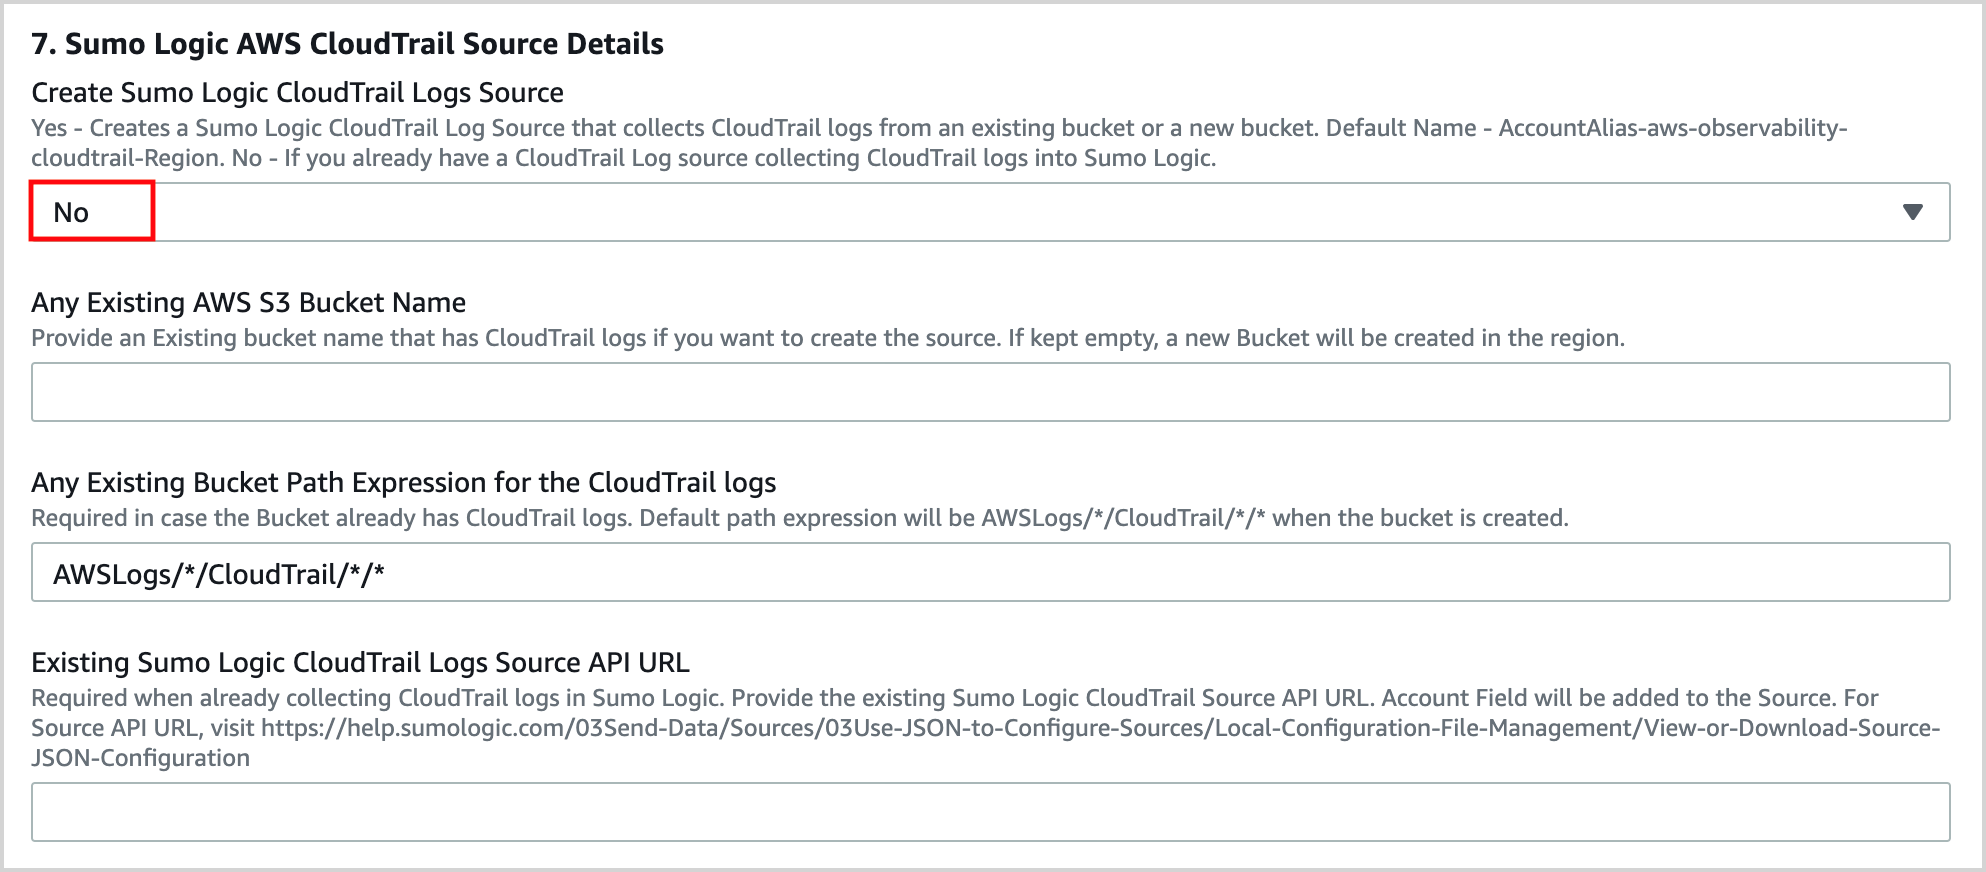 7. Sumo Logic AWS CloudTrail Source Details
Create Sumo Logic CloudTrail Logs Source
Yes - Creates a Sumo Logic CloudTrail Log Source that collects CloudTrail logs from an existing bucket or a new bucket. Default Name - AccountAlias-aws-observability-
cloudtrail-Region. No - If you already have a CloudTrail Log source collecting CloudTrail logs into Sumo Logic.
No
Any Existing AWS S3 Bucket Name
Provide an Existing bucket name that has CloudTrail logs if you want to create the source. If kept empty, a new Bucket will be created in the region.
Any Existing Bucket Path Expression for the CloudTrail logs
Required in case the Bucket already has CloudTrail logs. Default path expression will be AWSLogs/*/CloudTrail/*/* when the bucket is created.
AWSLogs/*/CloudTrail/*/*
Existing Sumo Logic CloudTrail Logs Source API URL
Required when already collecting CloudTrail logs in Sumo Logic. Provide the existing Sumo Logic CloudTrail Source API URL. Account Field will be added to the Source. For
Source API URL, visit https://help.sumologic.com/03Send-Data/Sources/03Use-JSON-to-Configure-Sources/Local-Configuration-File-Management/View-or-Download-Source-
JSON-Configuration